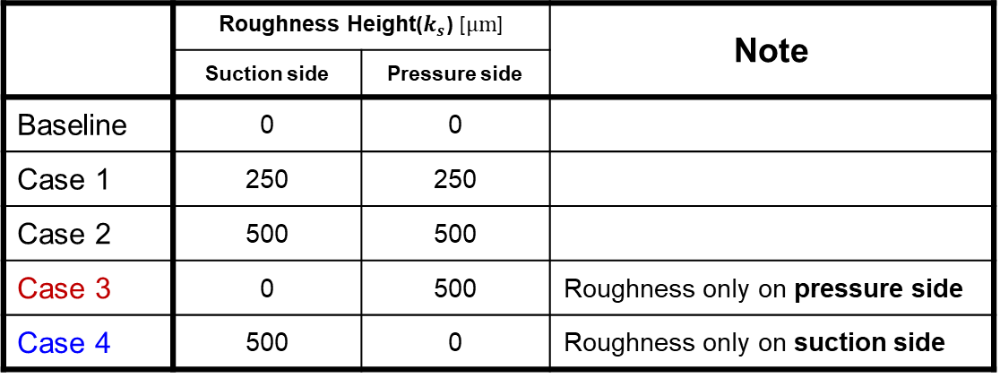 Roughness Height(kₛ) [μm]
Note
Suction side
Pressure side
Baseline 0 0
Case 1 250 250
Case 2 500 500
Case 3 0 500 Roughness only on pressure side
Case 4 500 0 Roughness only on suction side